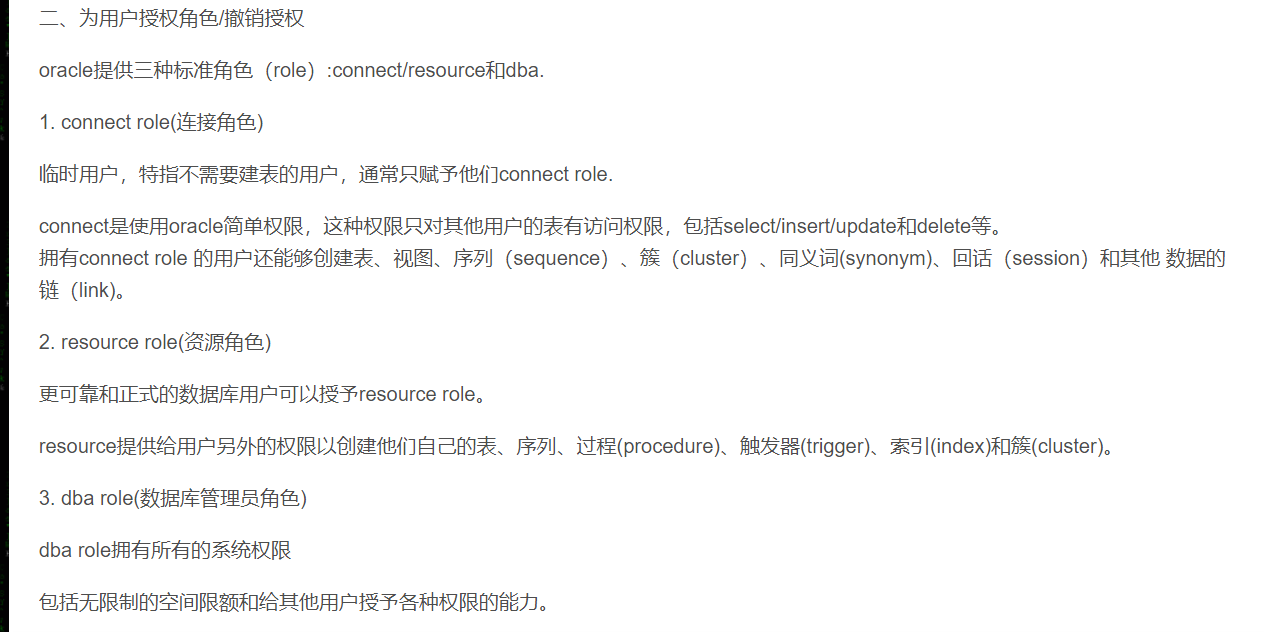 二、为用户授权角色/撤销授权
oracle提供三种标准角色（role）:connect/resource和dba.
1. connect role(连接角色)
临时用户，特指不需要建表的用户，通常只赋予他们connect role.
connect是使用oracle简单权限，这种权限只对其他用户的表有访问权限，包括select/insert/update和delete等。
拥有connect role 的用户还能够创建表、视图、序列（sequence）、簇（cluster）、同义词(synonym)、回话（session）和其他 数据的
链（link)。
2. resource role(资源角色)
更可靠和正式的数据库用户可以授予resource role。
resource提供给用户另外的权限以创建他们自己的表、序列、过程(procedure)、触发器(trigger)、索引(index)和簇(cluster)。
3. dba role(数据库管理员角色)
dba role拥有所有的系统权限
包括无限制的空间限额和给其他用户授予各种权限的能力。